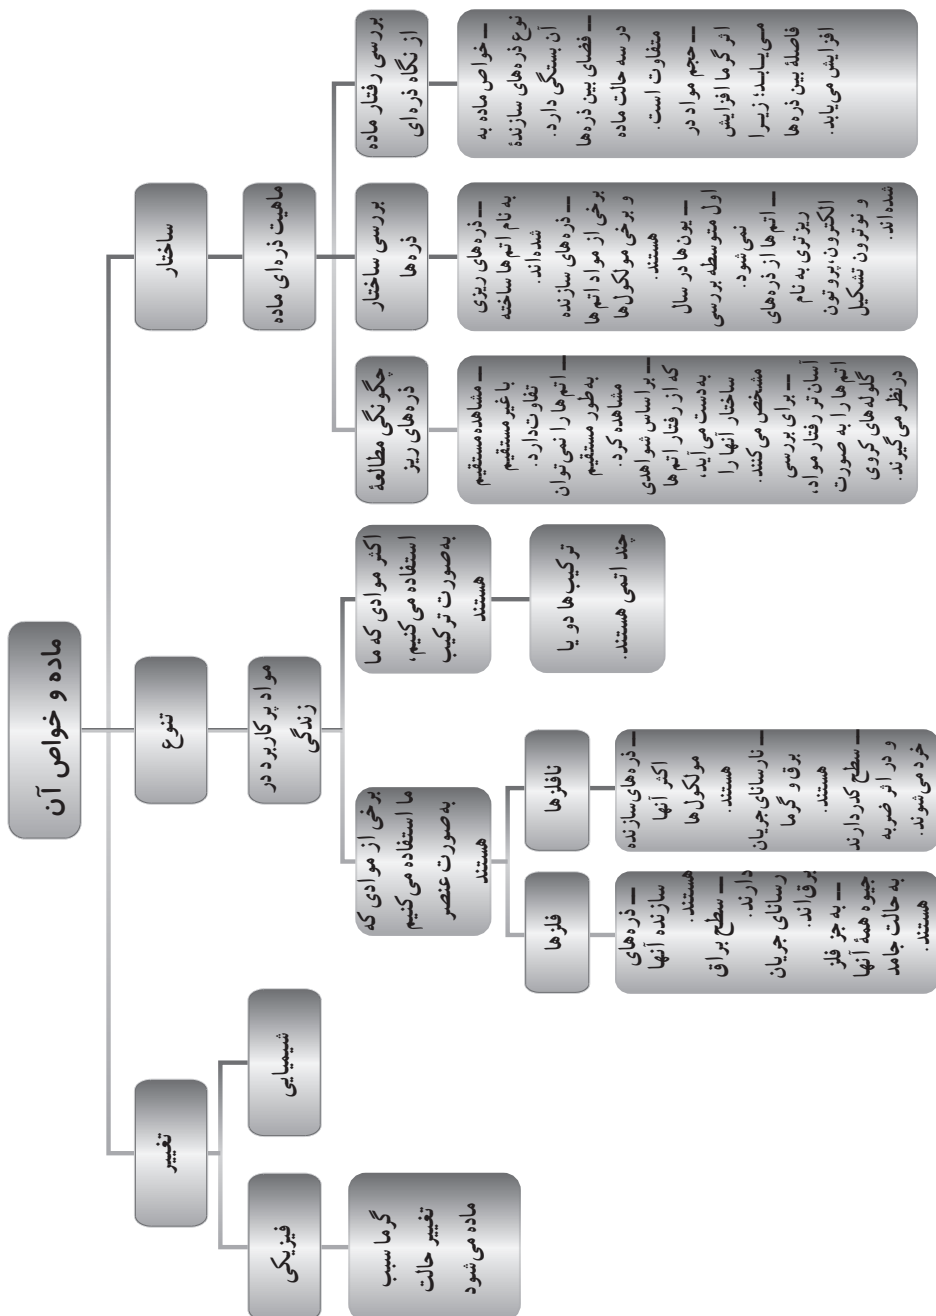 ماده و خواص آن
ساختار
ماهیت ذره‌ای ماده
بررسی رفتار ماده
از نگاه ذره‌ای
— خواص ماده به
نوع ذره‌های سازندهٔ
آن بستگی دارد.
— فضای بین ذره‌ها
در سه حالت ماده
متفاوت است.
— حجم مواد در
اثر گرما افزایش
می‌یابد؛ زیرا
فاصلهٔ بین ذره‌ها
افزایش می‌یابد.
بررسی ساختار
ذره‌ها
— ذره‌های ریزی
به نام اتم‌ها ساخته
شده‌اند.
— ذره‌های سازنده
برخی از مواد اتم‌ها
و برخی مولکول‌ها
هستند.
— یون‌ها در سال
اول متوسطه بررسی
نمی‌شود.
— اتم‌ها از ذره‌های
ریزتری به نام
الکترون،پروتون
و نوترون تشکیل
شده‌اند.
چگونگی مطالعهٔ
ذره‌های ریز
— مشاهده مستقیم
با غیر مستقیم
تفاوت دارد.
— اتم‌ها را نمی‌توان
به طور مستقیم
مشاهده کرد.
— براساس شواهدی
که از رفتار اتم‌ها
به‌دست می‌آید،
ساختار آنها را
مشخص می‌کنند.
— برای بررسی
آسان‌تر رفتار مواد،
اتم‌ها را به صورت
گلوله‌های کروی
درنظر می‌گیرند.
تنوع
مواد پرکاربرد در
زندگی
اکثر موادی که ما
استفاده می‌کنیم،
به‌صورت ترکیب
هستند
ترکیب‌ها دو یا
چند اتمی هستند.
برخی از موادی که
ما استفاده می‌کنیم
به‌صورت عنصر
هستند
نافلزها
— ذره‌های‌سازنده
اکثر آنها
مولکول‌ها
هستند.
— نارسانای‌جریان
برق و گرما
هستند.
— سطح کدردارند
و در اثر ضربه
خرد می‌شوند.
فلزها
— ذره‌های
سازنده آنها
هستند.
— سطح براق
دارند.
رسانای جریان
برق‌اند.
— به جز فلز
جیوه همهٔ آنها
به حالت جامد
هستند.
تغییر
شیمیایی
فیزیکی
گرما سبب
تغییر حالت
ماده می‌شود